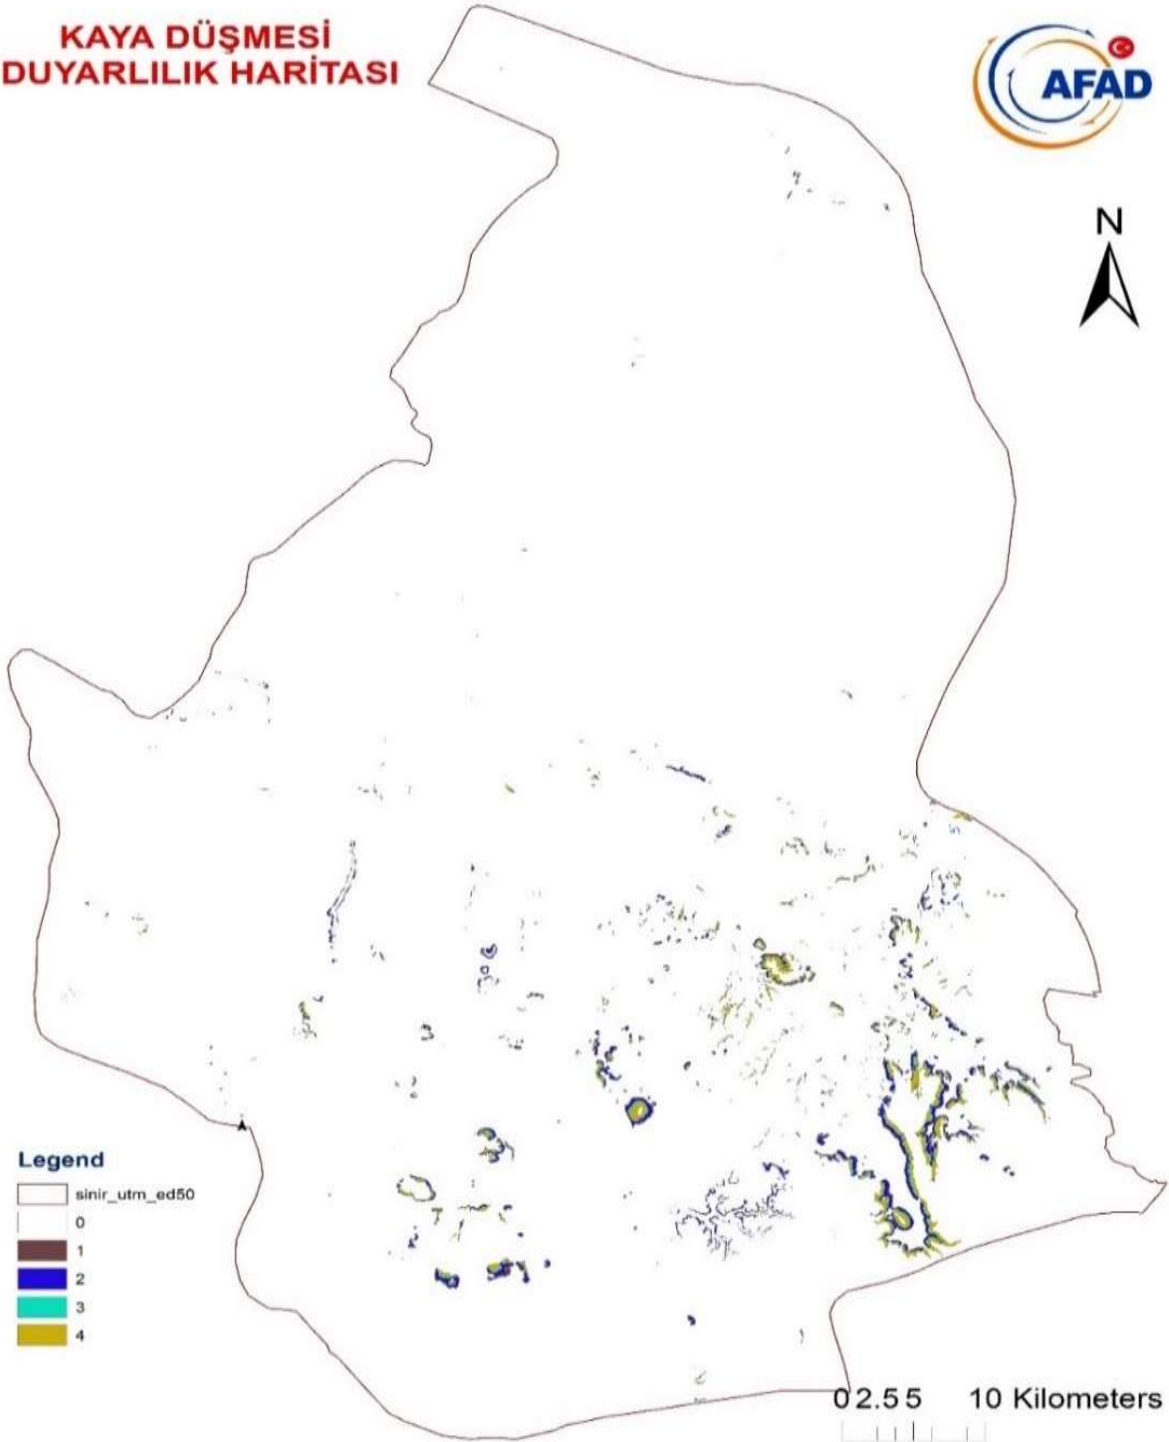 KAYA DÜŞMESİ
DUYARLILIK HARİTASI
AFAD
N
Legend
sinir_utm_ed50
0
1
2
3
4
0 2.5 5 10 Kilometers